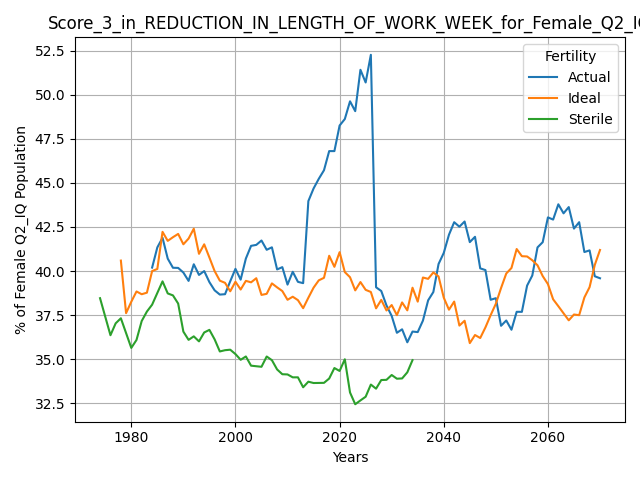 Score_3_in_REDUCTION_IN_LENGTH_OF_WORK_WEEK_for_Female_Q2_IQ
Fertility
Actual
Ideal
Sterile
% of Female Q2_IQ Population
52.5
50.0
47.5
45.0
42.5
40.0
37.5
35.0
32.5
1980
2000
2020
2040
2060
Years